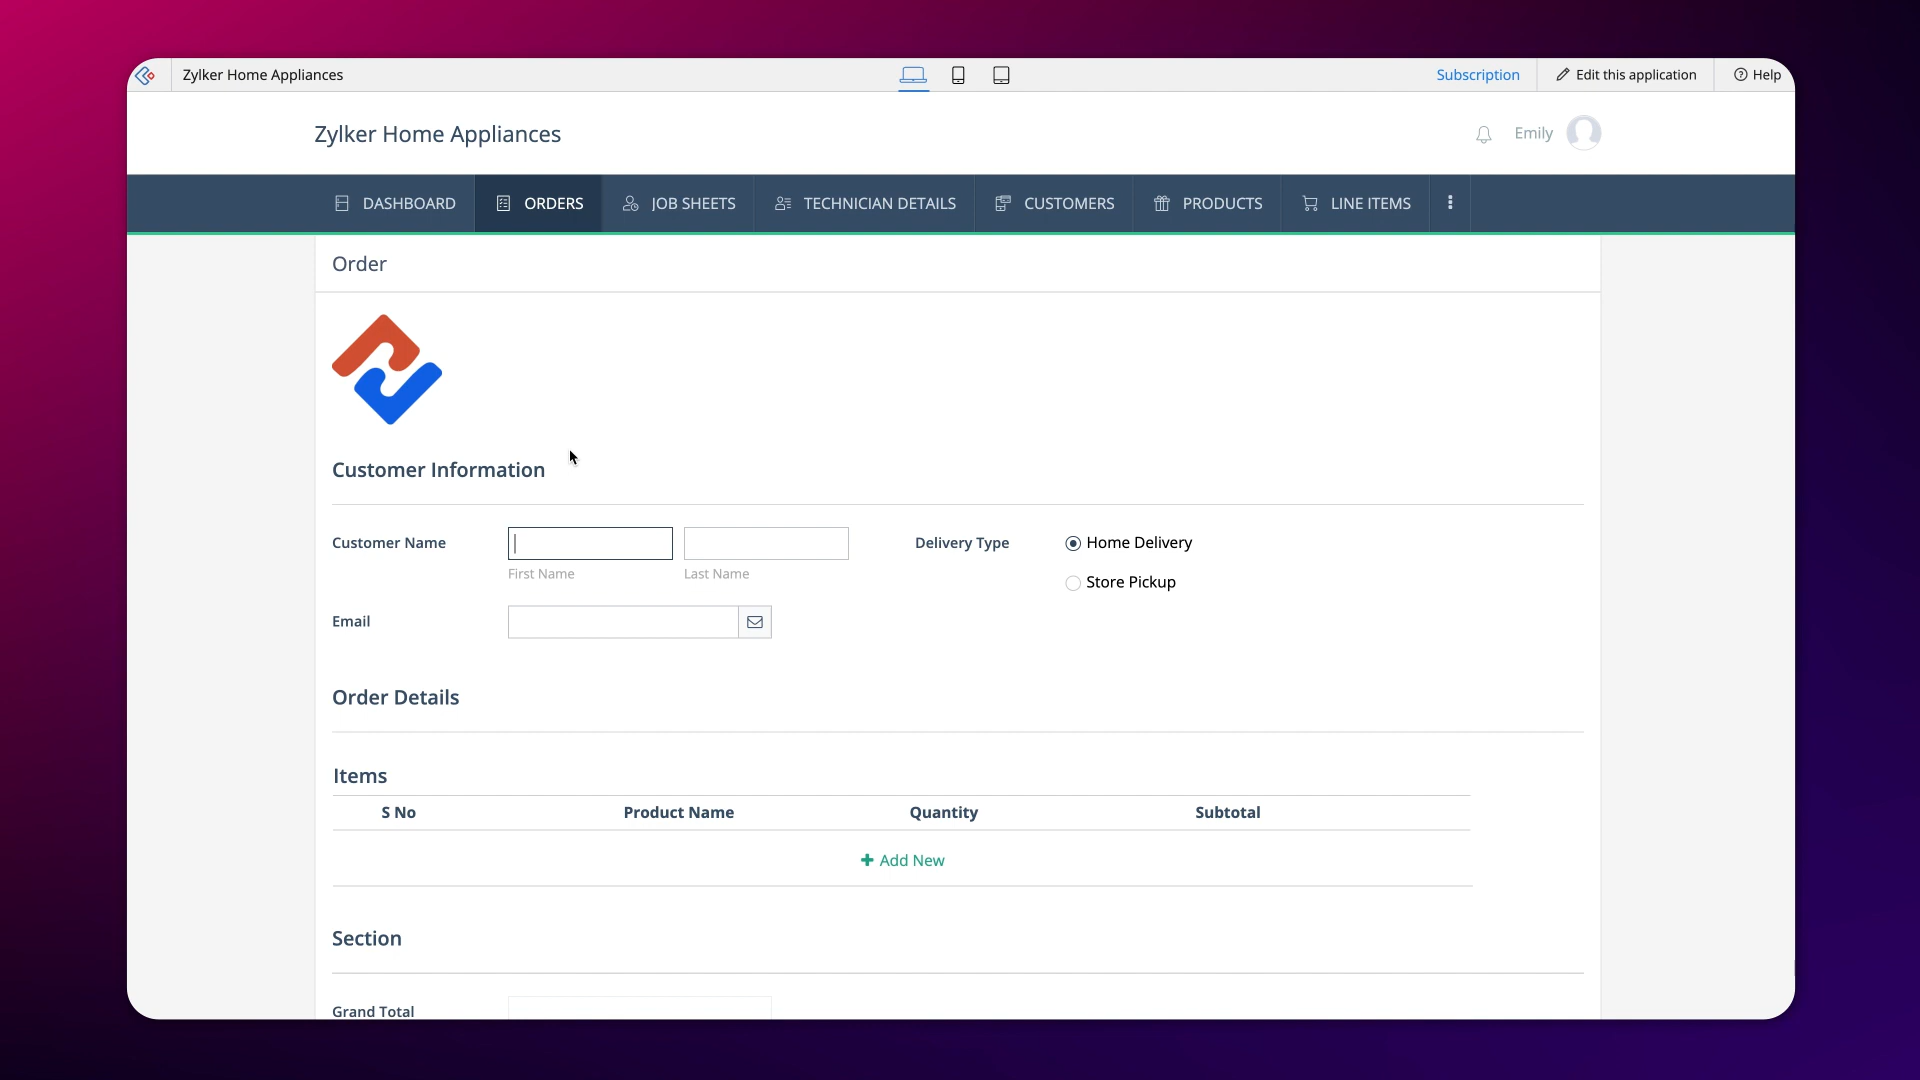 Zylker Home Appliances
Subscription
Edit this application
Help
Zylker Home Appliances
Emily
DASHBOARD
ORDERS
JOB SHEETS
TECHNICIAN DETAILS
CUSTOMERS
PRODUCTS
LINE ITEMS
Order
Customer Information
Customer Name
First Name
Last Name
Delivery Type
Home Delivery
Store Pickup
Email
Order Details
Items
S No
Product Name
Quantity
Subtotal
Add New
Section
Grand Total